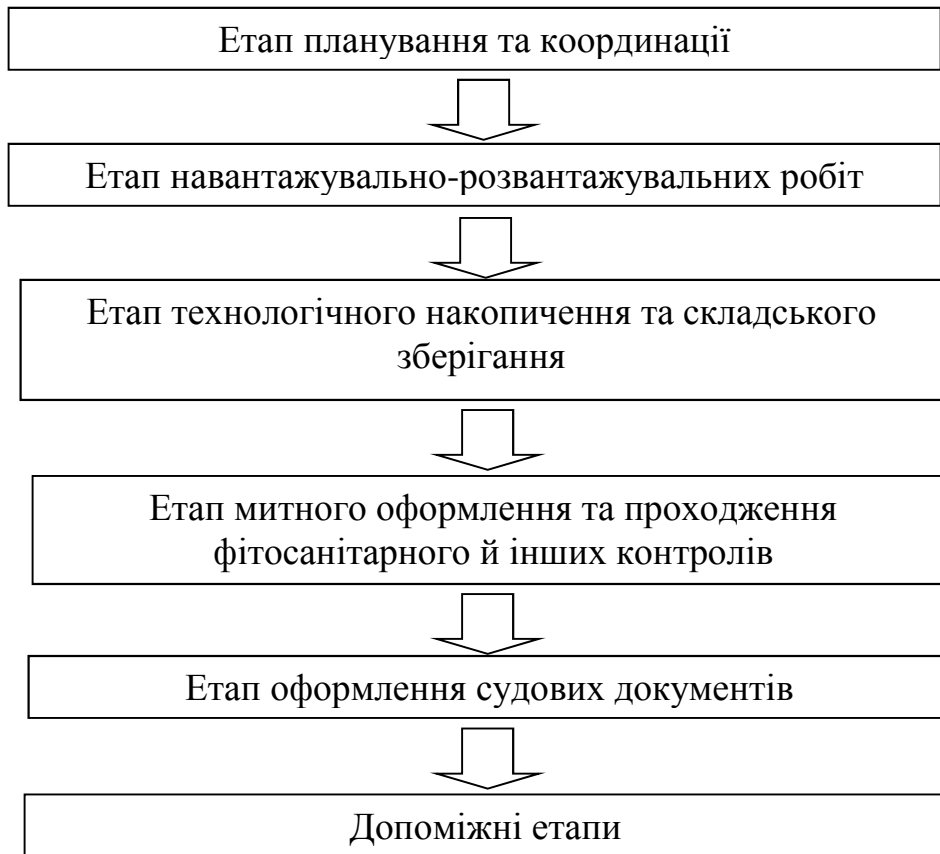 Етап планування та координації
Етап навантажувально-розвантажувальних робіт
Етап технологічного накопичення та складського
зберігання
Етап митного оформлення та проходження
фітосанітарного й інших контролів
Етап оформлення судових документів
Допоміжні етапи